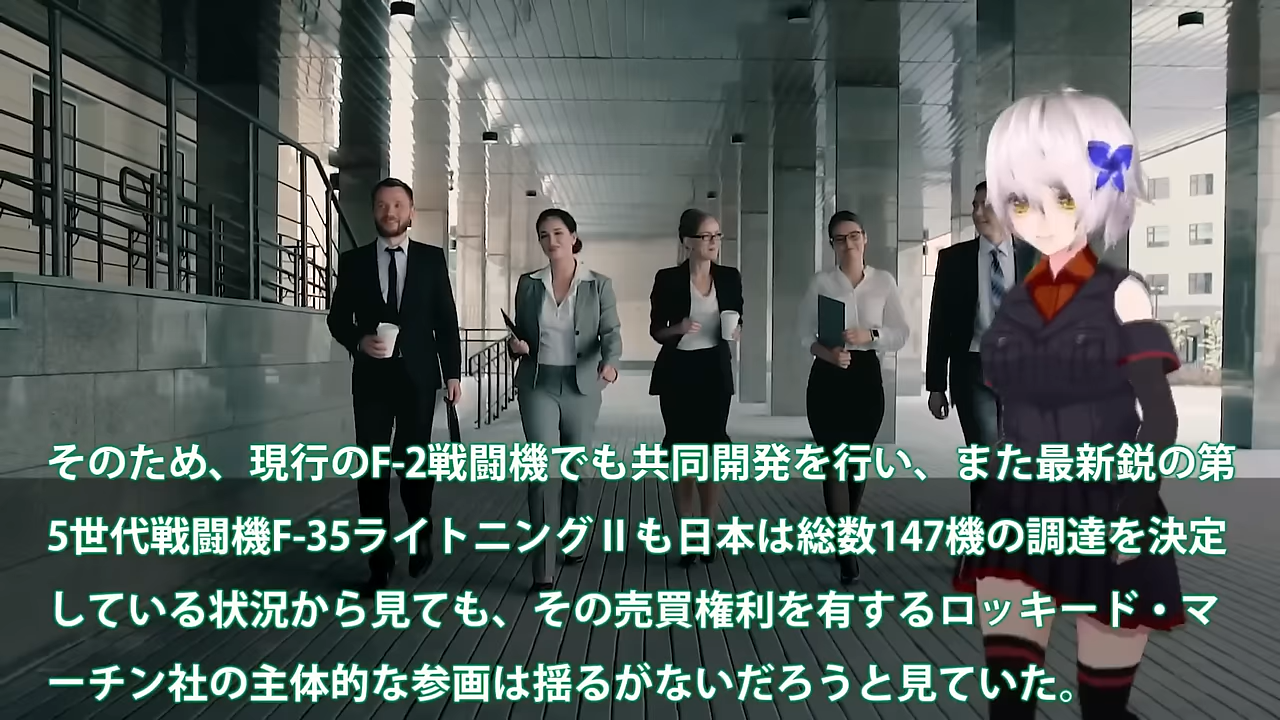 そのため、現行のF-2戦闘機でも共同開発を行い、また最新鋭の第
5世代戦闘機F-35ライトニングⅡも日本は総数147機の調達を決定
している状況から見ても、その売買権利を有するロッキード・マ
ーチン社の主体的な参画は揺るがないだろうと見ていた。